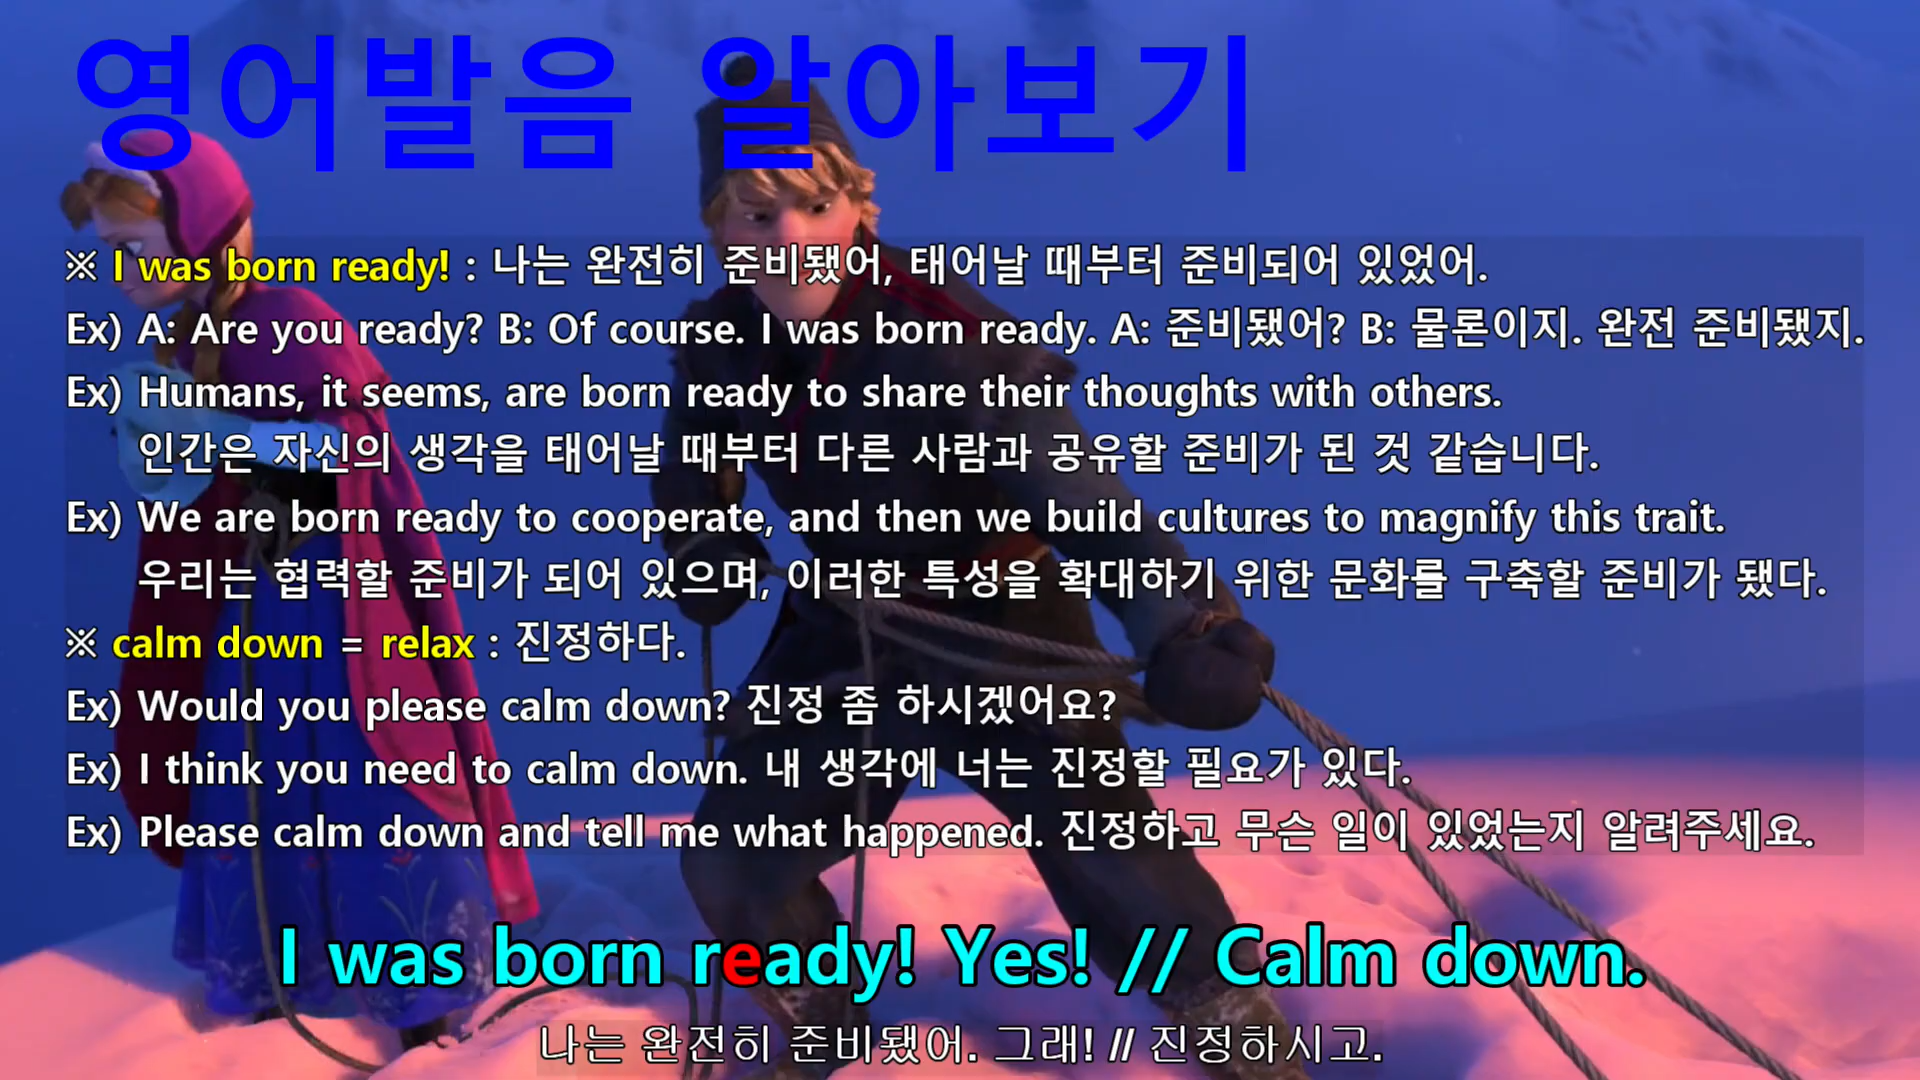 영어발음 알아보기
※ I was born ready! : 나는 완전히 준비됐어, 태어날 때부터 준비되어 있었어.
Ex) A: Are you ready? B: Of course. I was born ready. A: 준비됐어? B: 물론이지. 완전 준비됐지.
Ex) Humans, it seems, are born ready to share their thoughts with others.
인간은 자신의 생각을 태어날 때부터 다른 사람과 공유할 준비가 된 것 같습니다.
Ex) We are born ready to cooperate, and then we build cultures to magnify this trait.
우리는 협력할 준비가 되어 있으며, 이러한 특성을 확대하기 위한 문화를 구축할 준비가 됐다.
※ calm down = relax : 진정하다.
Ex) Would you please calm down? 진정 좀 하시겠어요?
Ex) I think you need to calm down. 내 생각에 너는 진정할 필요가 있다.
Ex) Please calm down and tell me what happened. 진정하고 무슨 일이 있었는지 알려주세요.
I was born ready! Yes! // Calm down.
나는 완전히 준비됐어. 그래! // 진정하시고.